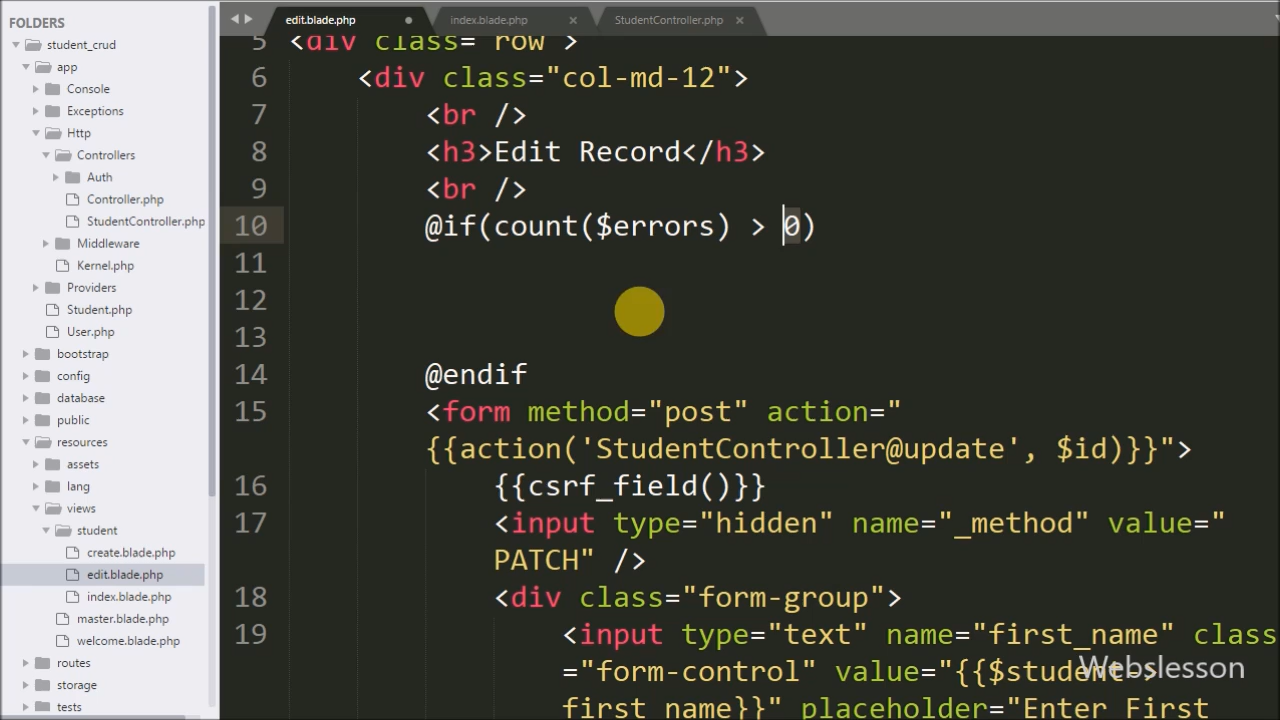 FOLDERS
student_crud
app
Console
Exceptions
Http
Controllers
Auth
Controller.php
StudentController.php
Middleware
Kernel.php
Providers
Student.php
User.php
bootstrap
config
database
public
resources
assets
lang
views
student
create.blade.php
edit.blade.php
index.blade.php
master.blade.php
welcome.blade.php
routes
storage
tests
edit.blade.php
index.blade.php
StudentController.php
5 <div class="row">
6 <div class="col-md-12">
7 <br />
8 <h3>Edit Record</h3>
9 <br />
10 @if(count($errors) > 0)
11
12
13
14 @endif
15 <form method="post" action="
{{action('StudentController@update', $id)}}">
16 {{csrf_field()}}
17 <input type="hidden" name="_method" value="
PATCH" />
18 <div class="form-group">
19 <input type="text" name="first_name" class
="form-control" value="{{$student->
first_name}}" placeholder="Enter First
Webslesson